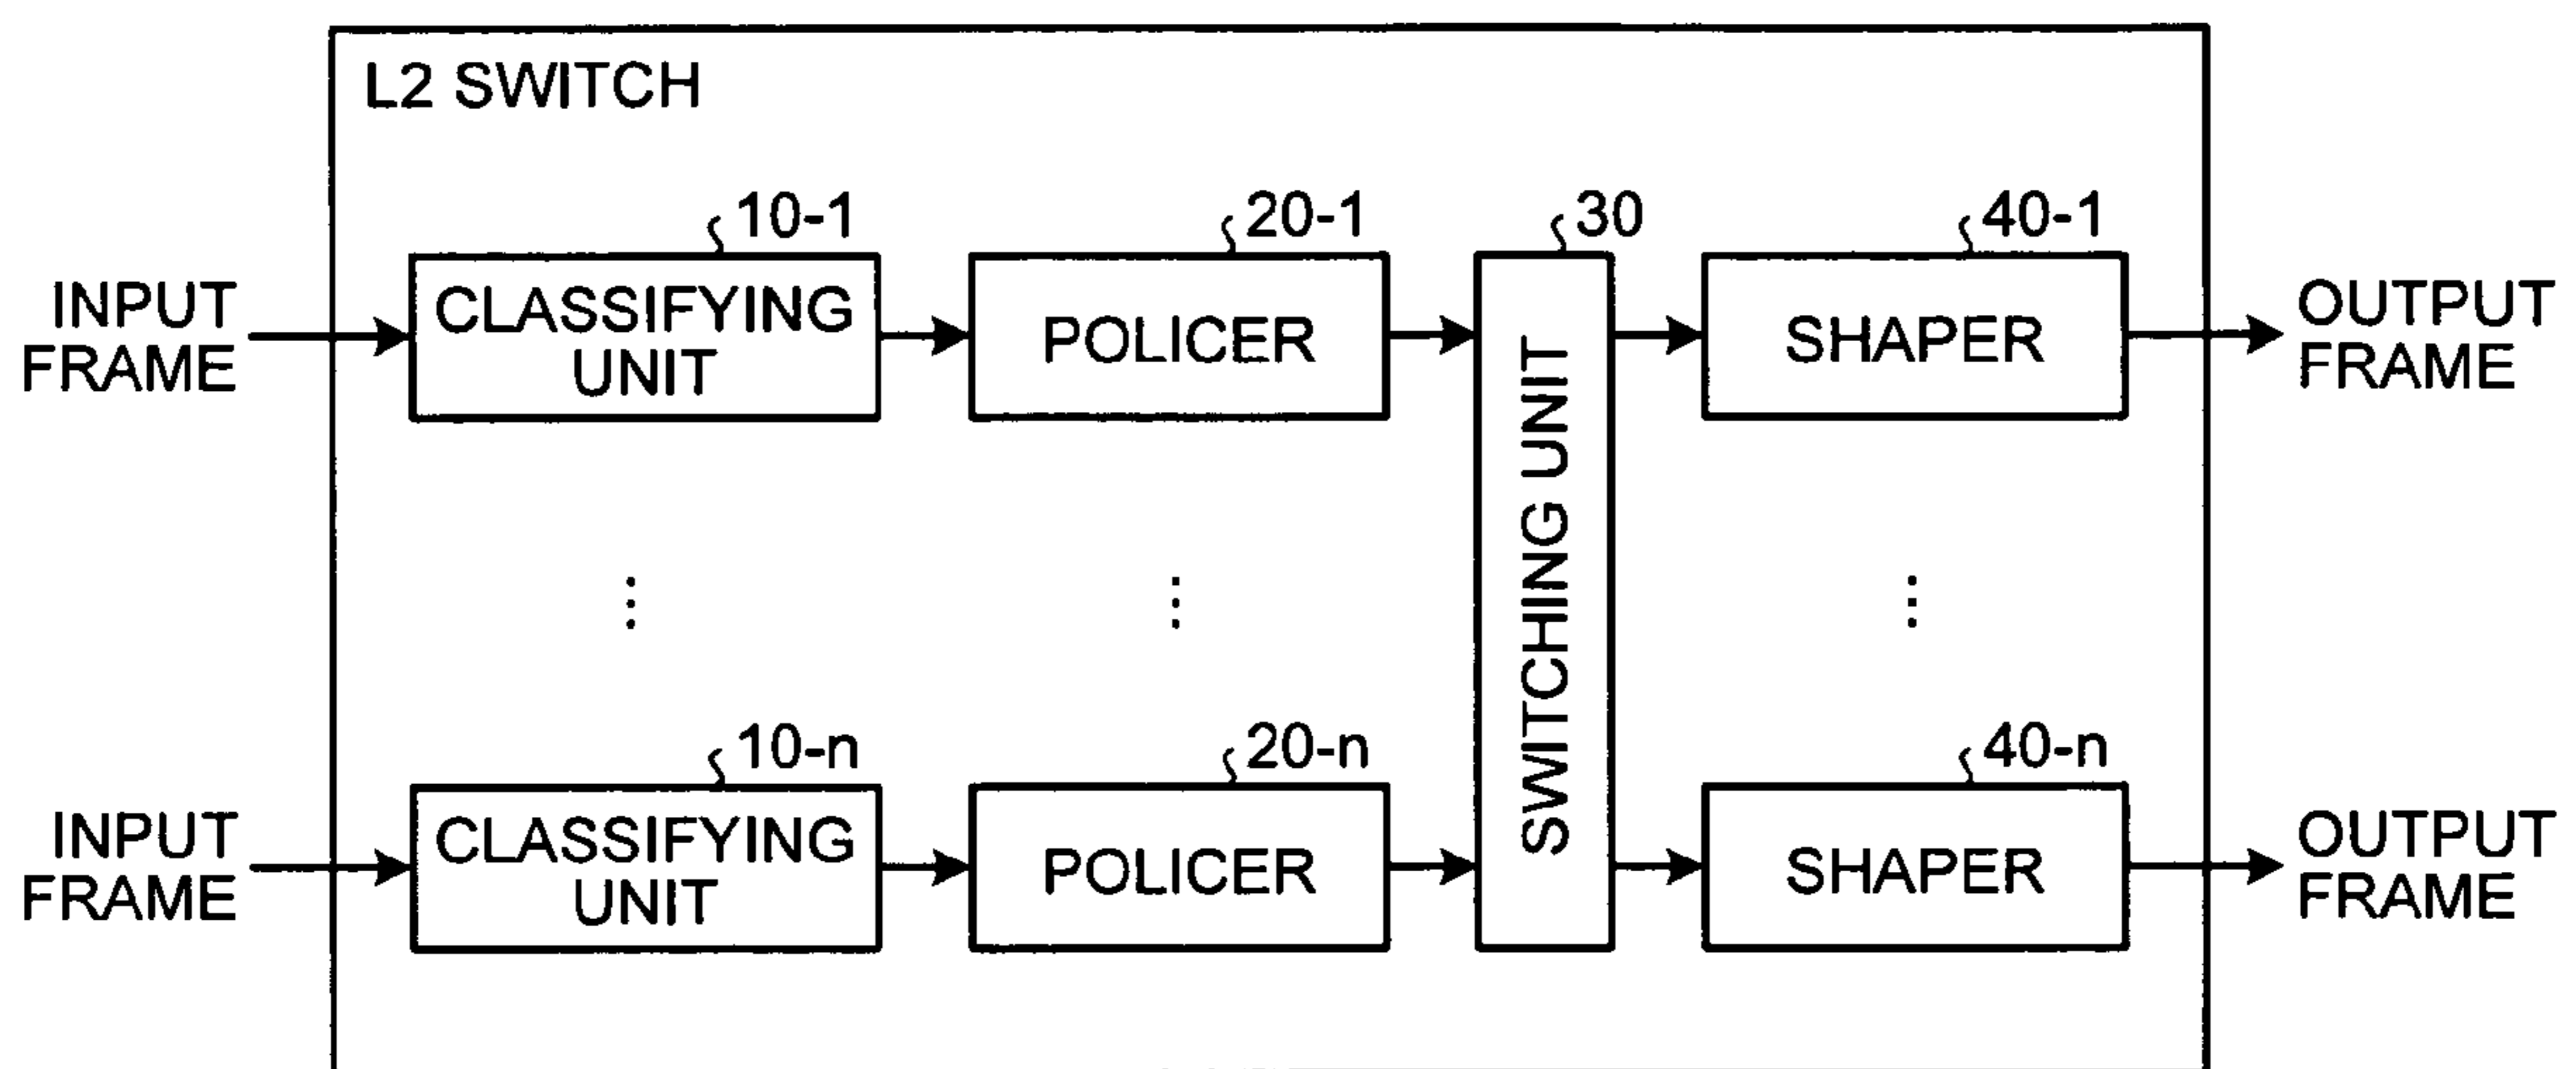 L2 SWITCH
10-1
20-1
30
40-1
INPUT
FRAME
CLASSIFYING
UNIT
POLICER
SWITCHING UNIT
SHAPER
OUTPUT
FRAME
10-n
20-n
40-n
INPUT
FRAME
CLASSIFYING
UNIT
POLICER
SHAPER
OUTPUT
FRAME